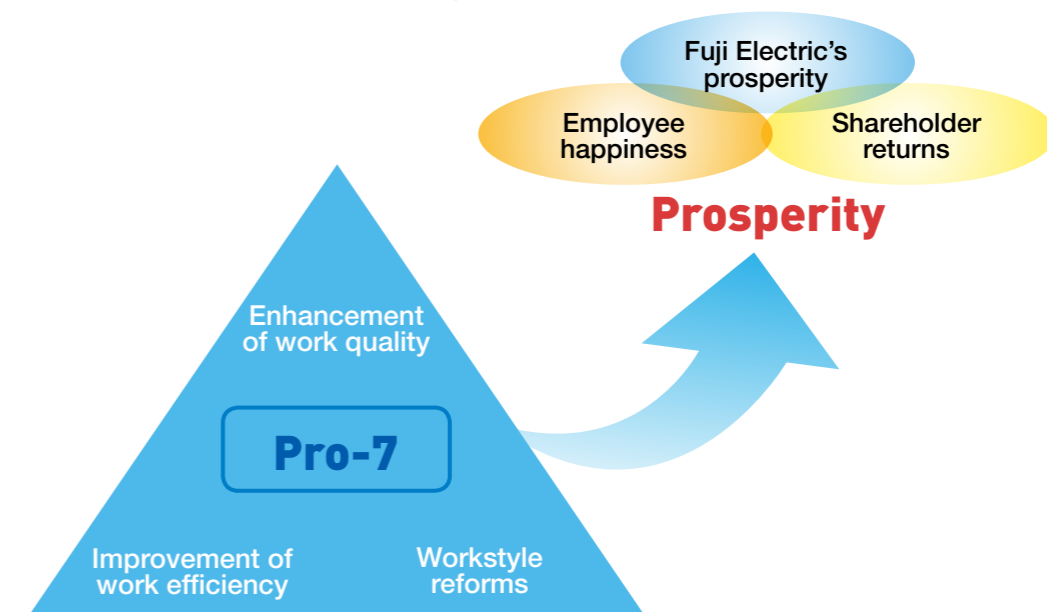 Fuji Electric’s
prosperity
Employee
happiness
Shareholder
returns
Prosperity
Enhancement
of work quality
Pro-7
Improvement of
work efficiency
Workstyle
reforms